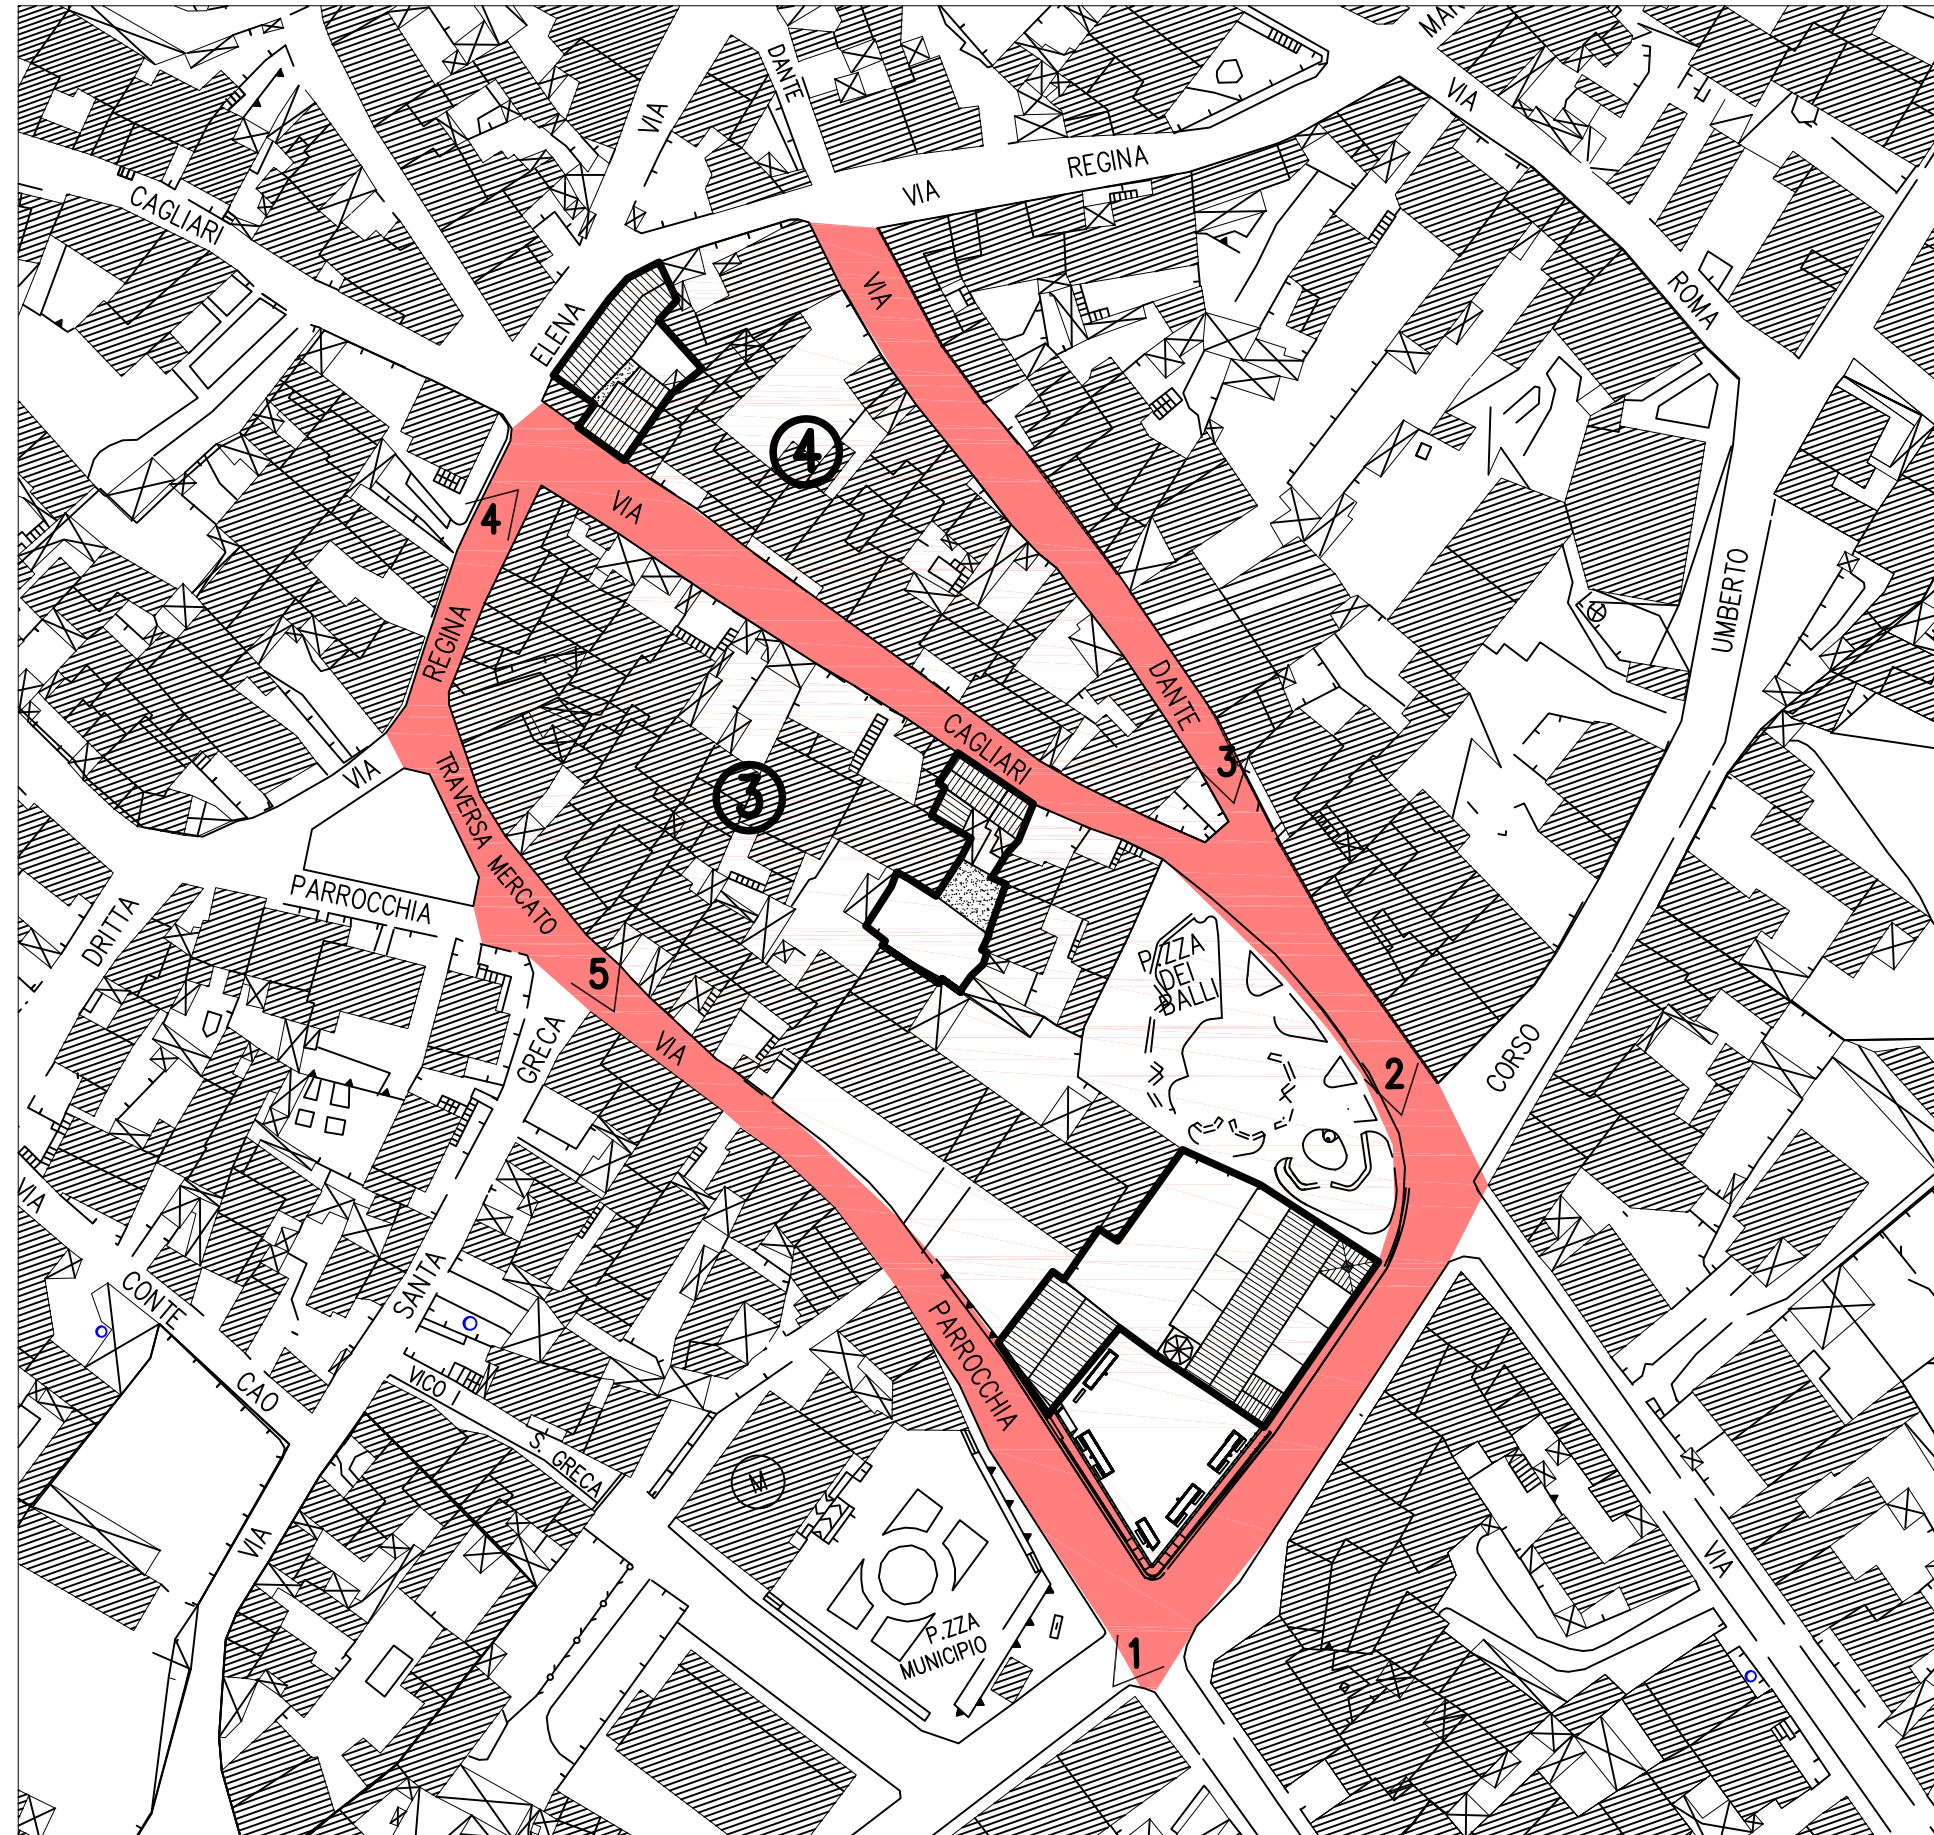 MAR
DANTE
VIA
VIA
REGINA
VIA
CAGLIARI
VIA
ROMA
ELENA
4
VIA
4
UMBERTO
REGINA
DANTE
CAGLIARI
3
VIA
TRAVERSA MERCATO
3
PARROCCHIA
DRITTA
P.ZZA
DEI
BALLI
5
VIA
GRECA
CORSO
2
VIA
SANTA
CONTE
PARROCCHIA
CAO
VICO I
S. GRECA
M
VIA
VIA
P.ZZA
MUNICIPIO
1